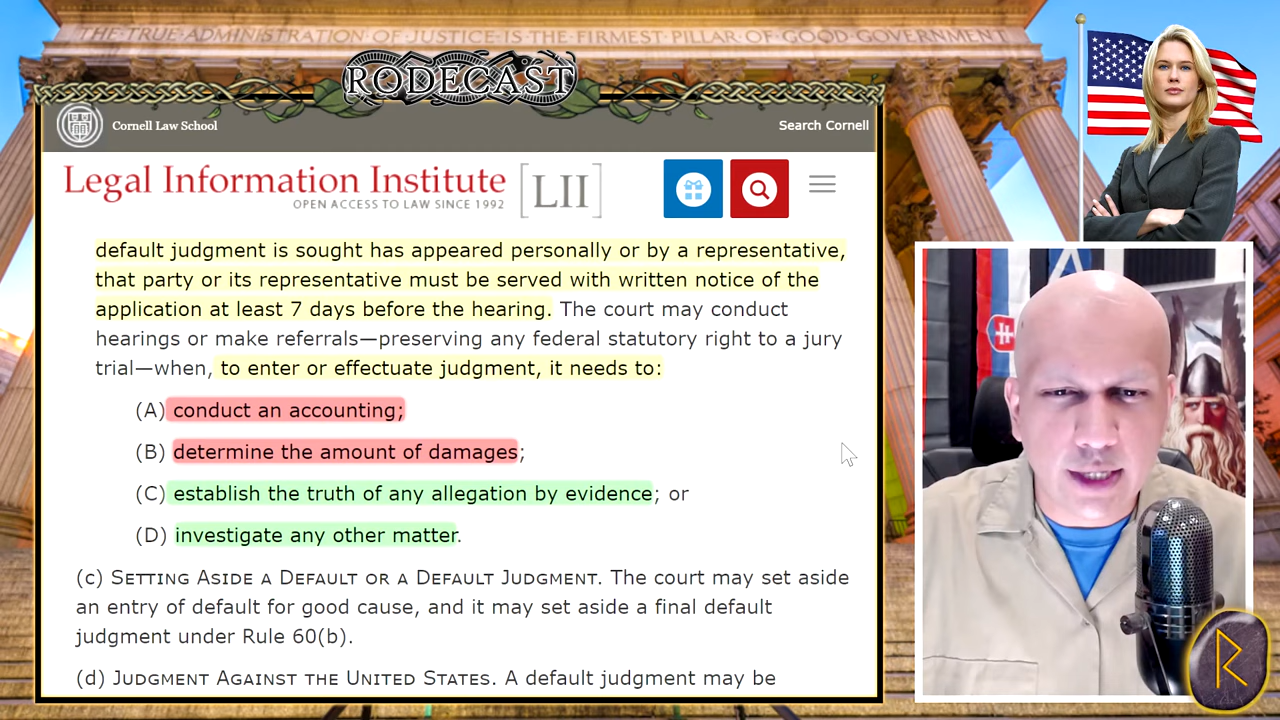 THE TRUE ADMINISTRATION OF JUSTICE IS THE FIRMEST PILLAR OF GOOD GOVERNMENT
RODECAST
Cornell Law School
Search Cornell
Legal Information Institute [LII]
OPEN ACCESS TO LAW SINCE 1992
default judgment is sought has appeared personally or by a representative,
that party or its representative must be served with written notice of the
application at least 7 days before the hearing. The court may conduct
hearings or make referrals—preserving any federal statutory right to a jury
trial—when, to enter or effectuate judgment, it needs to:
(A) conduct an accounting;
(B) determine the amount of damages;
(C) establish the truth of any allegation by evidence; or
(D) investigate any other matter.
(c) SETTING ASIDE A DEFAULT OR A DEFAULT JUDGMENT. The court may set aside
an entry of default for good cause, and it may set aside a final default
judgment under Rule 60(b).
(d) JUDGMENT AGAINST THE UNITED STATES. A default judgment may be
ᚱ